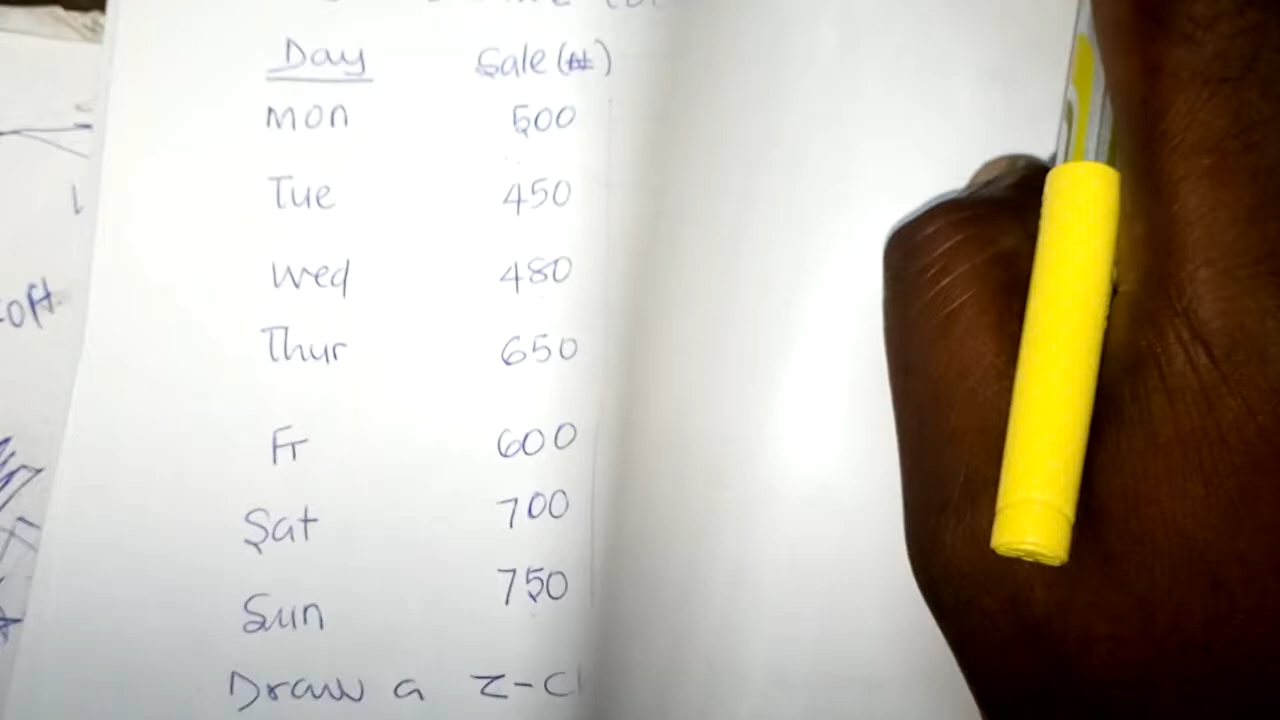 Day Sale (₦)
Mon 500
Tue 450
Wed 480
Thur 650
Fr 600
Sat 700
Sun 750
Draw a Z-C